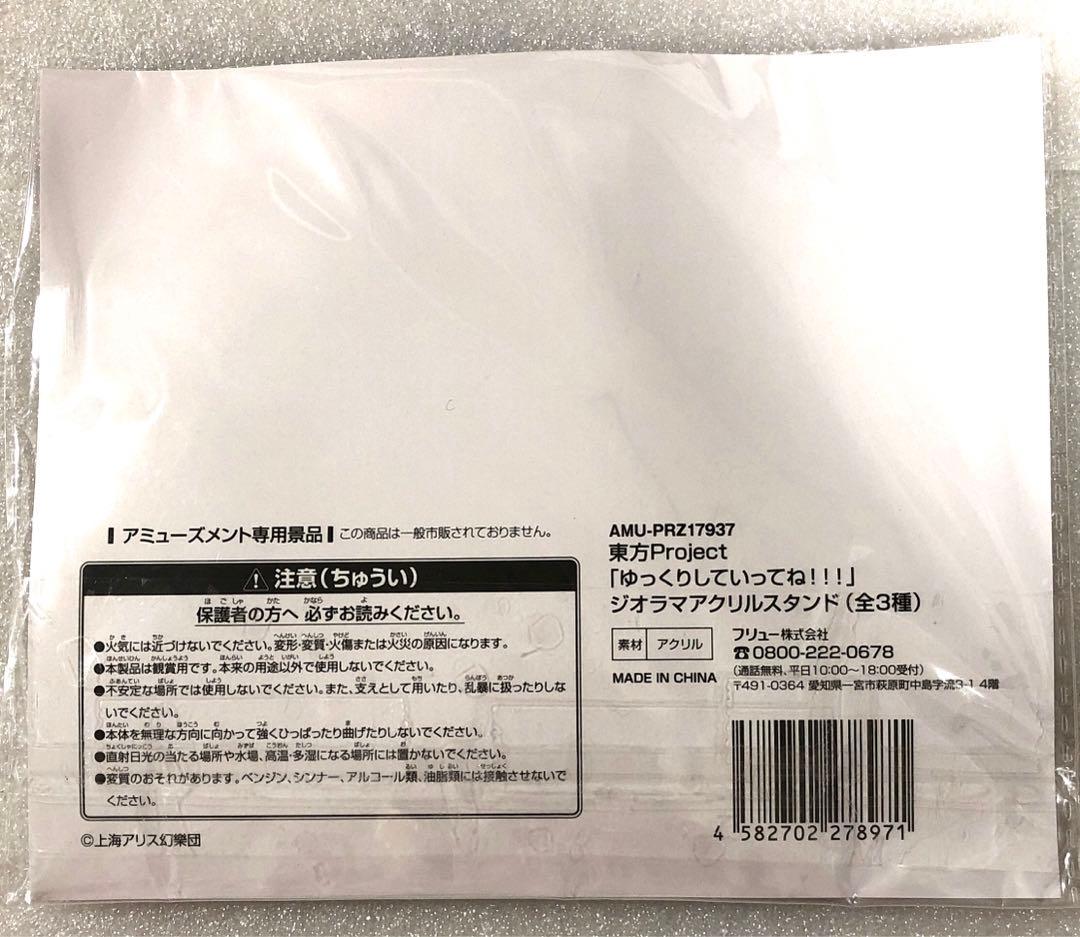 アミューズメント専用景品 この商品は一般市販されておりません。
⚠ 注意(ちゅうい)
保護者の方へ 必ずお読みください。
●火気には近づけないでください。変形・変質・火傷または火災の原因になります。
●本製品は観賞用です。本来の用途以外で使用しないでください。
●不安定な場所では使用しないでください。また、支えとして用いたり、乱暴に扱ったりしな
いでください。
●本体を無理な方向に向かって強くひっぱったり曲げたりしないでください。
●直射日光の当たる場所や水場、高温・多湿になる場所には置かないでください。
●変質のおそれがあります。ベンジン、シンナー、アルコール類、油脂類には接触させないで
ください。
©上海アリス幻樂団
AMU-PRZ17937
東方Project
「ゆっくりしていってね!!!」
ジオラマアクリルスタンド(全3種)
素材 アクリル
MADE IN CHINA
フリュー株式会社
☎0800-222-0678
(通話無料、平日10:00〜18:00受付)
〒491-0364 愛知県一宮市萩原町中島字流3-1 4階
4 582702 278971